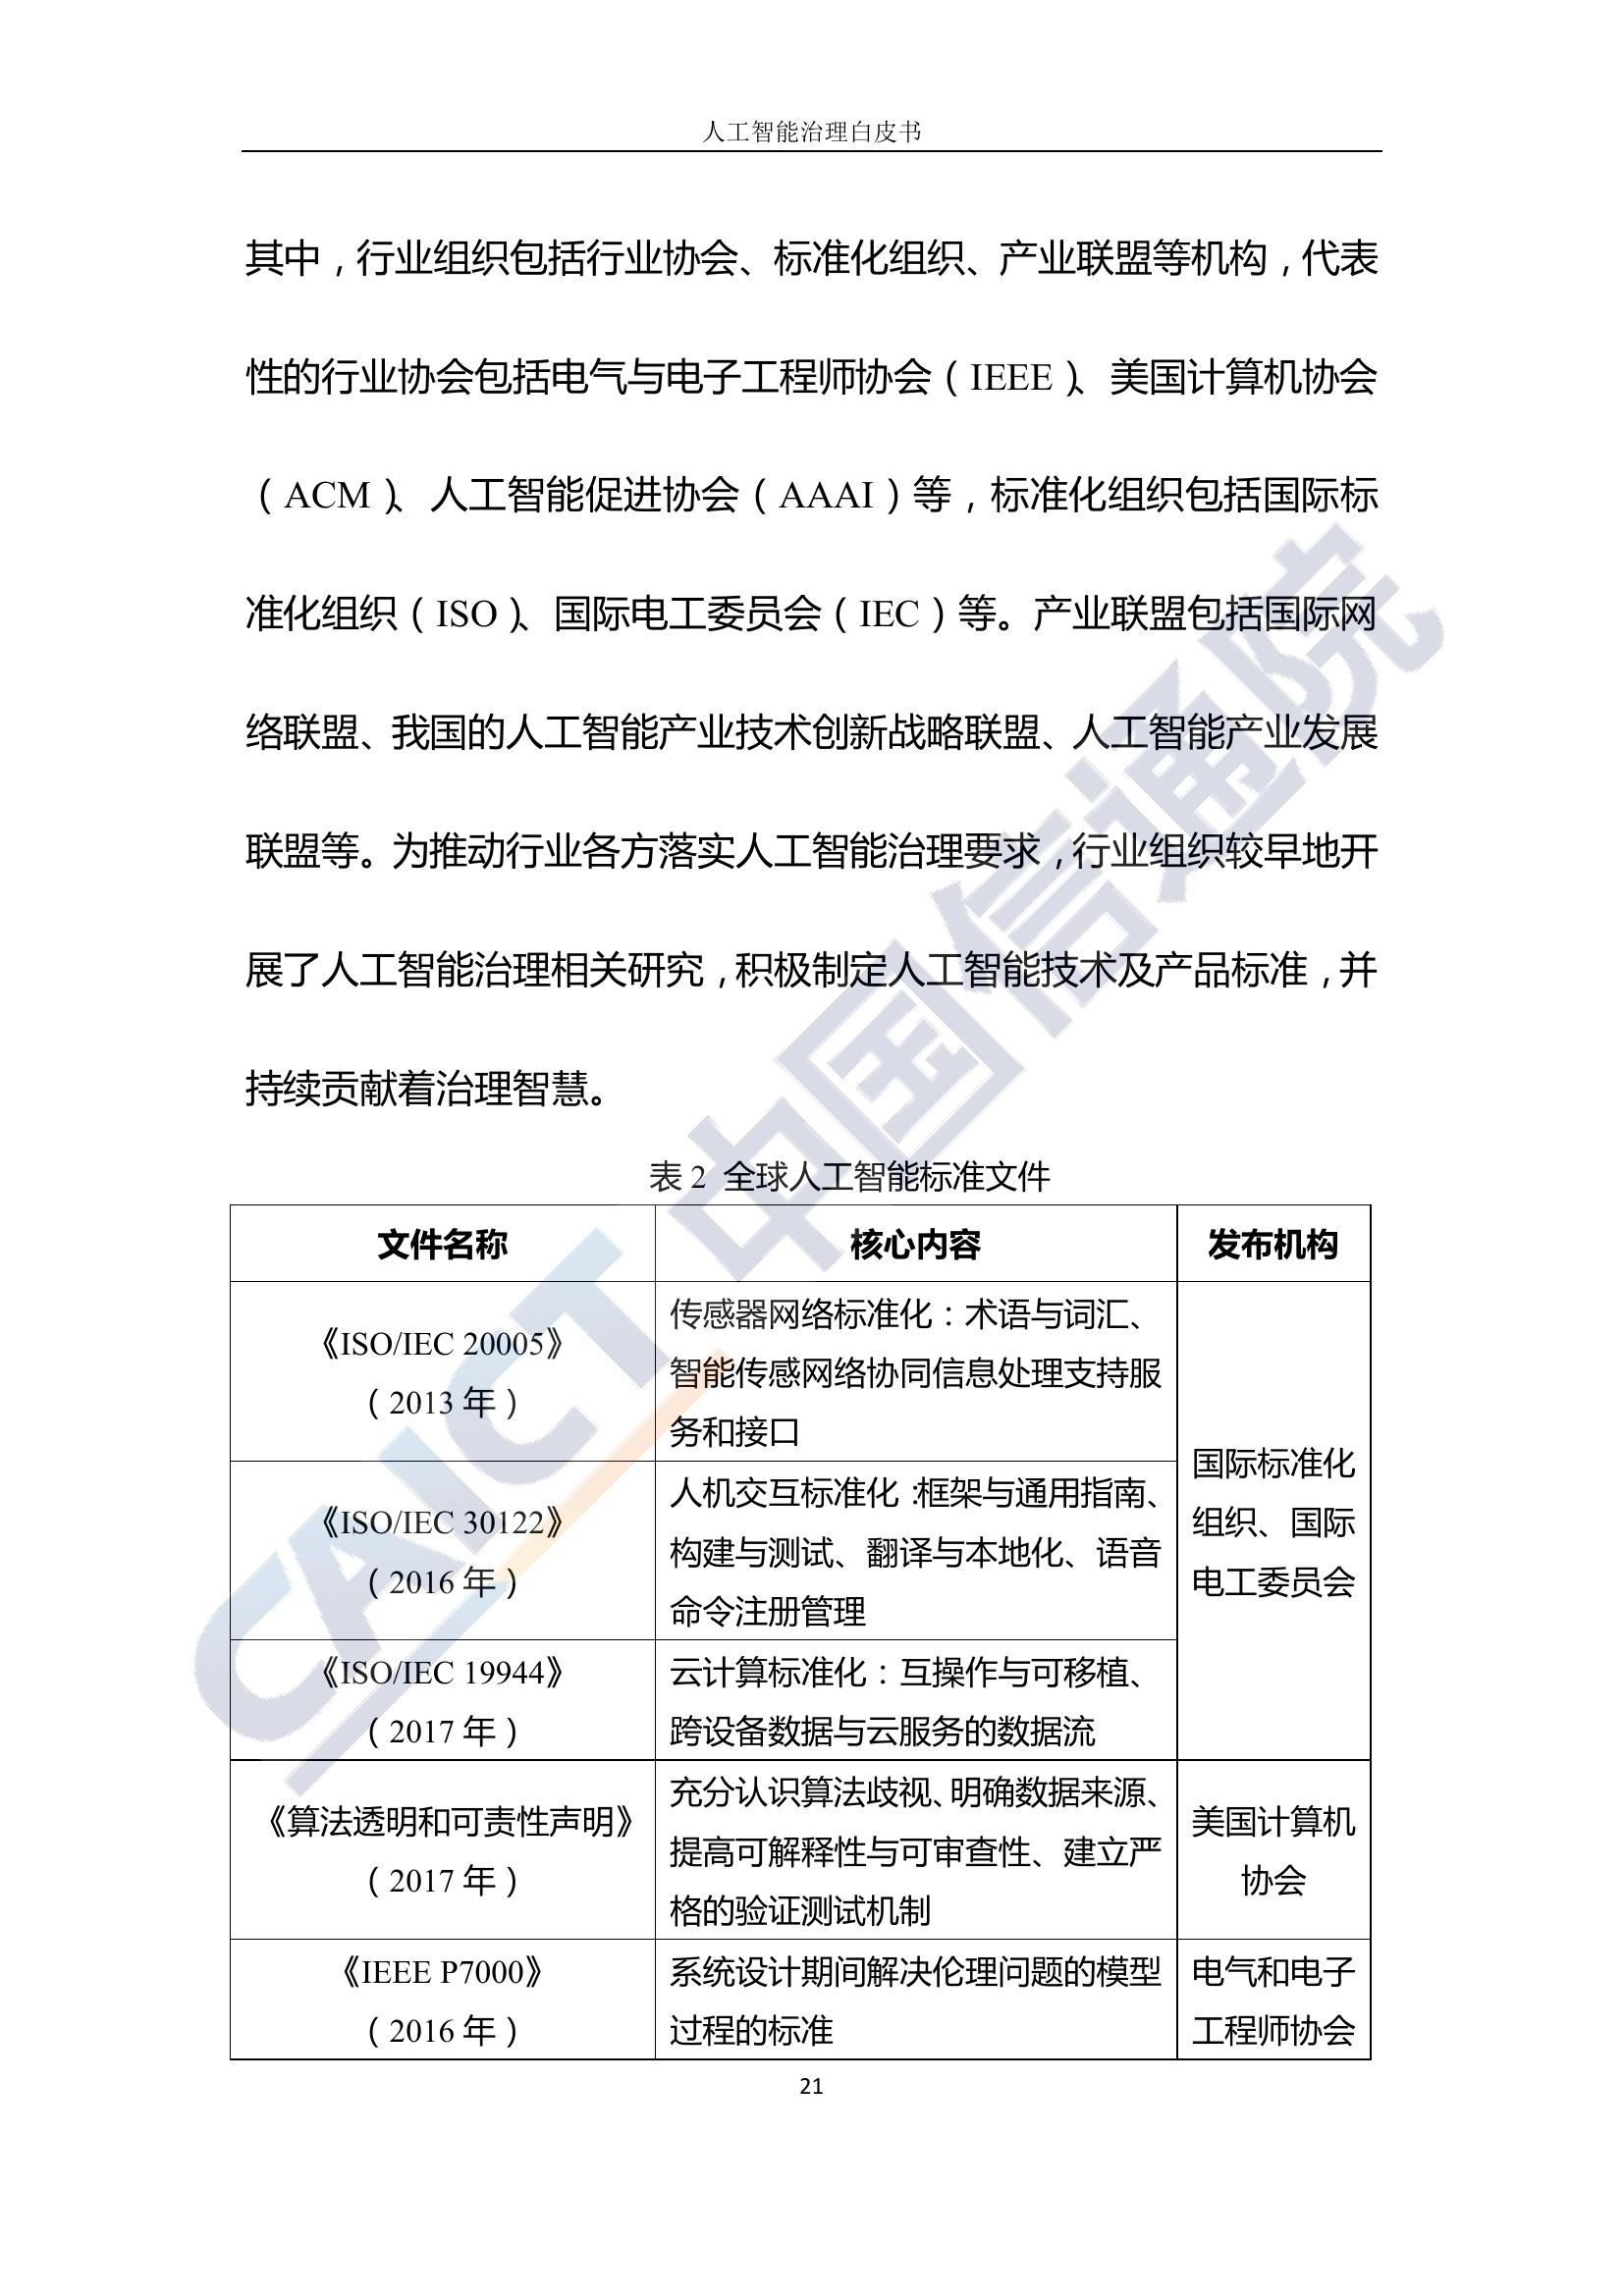 人工智能治理白皮书
其中，行业组织包括行业协会、标准化组织、产业联盟等机构，代表
性的行业协会包括电气与电子工程师协会（IEEE）、美国计算机协会
（ACM）、人工智能促进协会（AAAI）等，标准化组织包括国际标
准化组织（ISO）、国际电工委员会（IEC）等。产业联盟包括国际网
络联盟、我国的人工智能产业技术创新战略联盟、人工智能产业发展
联盟等。为推动行业各方落实人工智能治理要求，行业组织较早地开
展了人工智能治理相关研究，积极制定人工智能技术及产品标准，并
持续贡献着治理智慧。
表 2 全球人工智能标准文件
文件名称
核心内容
发布机构
《ISO/IEC 20005》
（2013 年）
传感器网络标准化：术语与词汇、
智能传感网络协同信息处理支持服
务和接口
国际标准化
组织、国际
电工委员会
《ISO/IEC 30122》
（2016 年）
人机交互标准化：框架与通用指南、
构建与测试、翻译与本地化、语音
命令注册管理
《ISO/IEC 19944》
（2017 年）
云计算标准化：互操作与可移植、
跨设备数据与云服务的数据流
《算法透明和可责性声明》
（2017 年）
充分认识算法歧视、明确数据来源、
提高可解释性与可审查性、建立严
格的验证测试机制
美国计算机
协会
《IEEE P7000》
（2016 年）
系统设计期间解决伦理问题的模型
过程的标准
电气和电子
工程师协会
21
CAICT 中国信通院